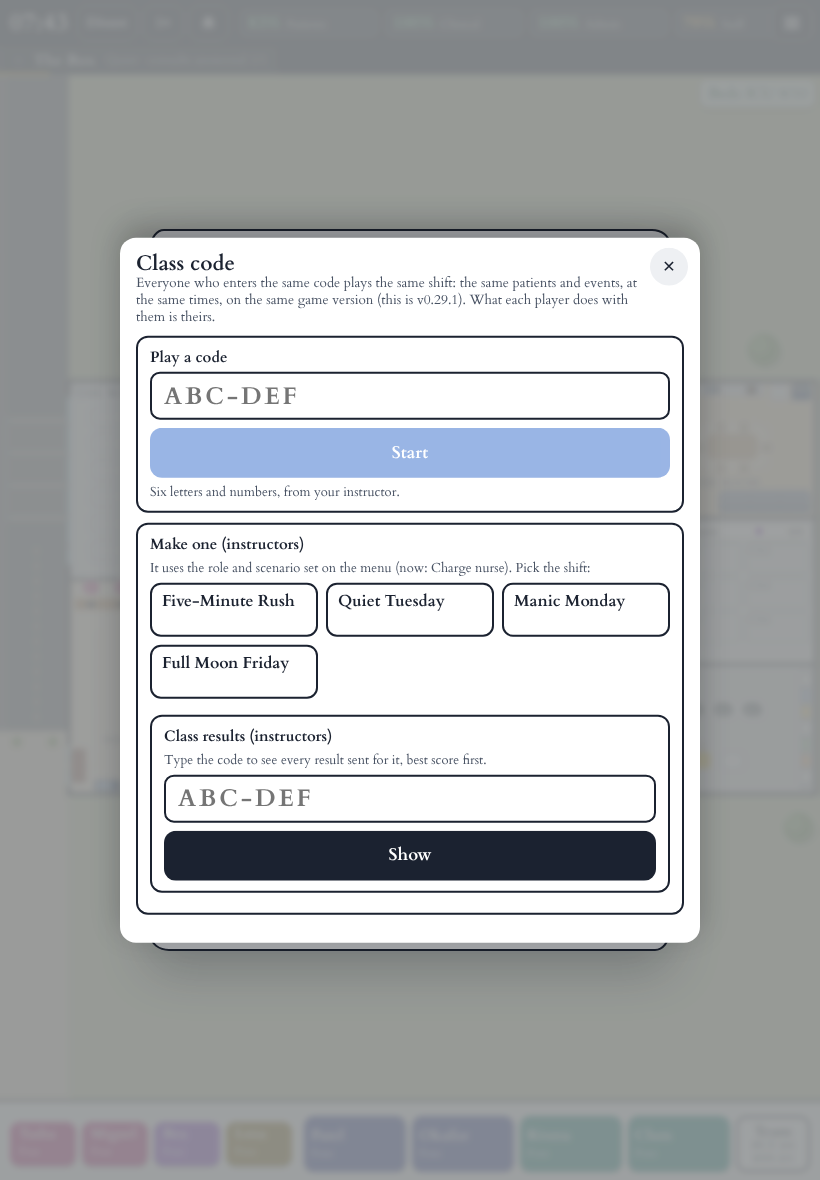 Class code
Everyone who enters the same code plays the same shift: the same patients and events, at
the same times, on the same game version (this is v0.29.1). What each player does with
them is theirs.
Play a code
ABC-DEF
Start
Six letters and numbers, from your instructor.
Make one (instructors)
It uses the role and scenario set on the menu (now: Charge nurse). Pick the shift:
Five-Minute Rush
Quiet Tuesday
Manic Monday
Full Moon Friday
Class results (instructors)
Type the code to see every result sent for it, best score first.
ABC-DEF
Show